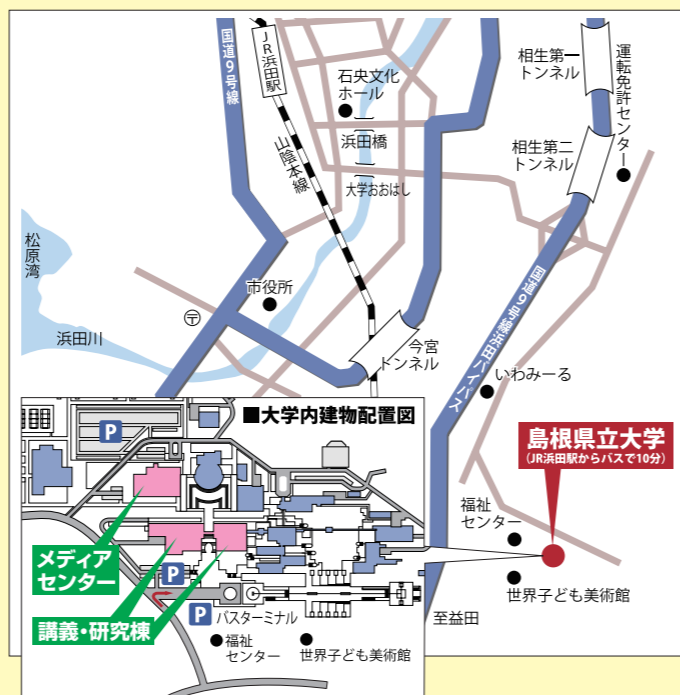 国道9号線
JR浜田駅
山陰本線
石央文化
ホール
浜田橋
大学おおはし
相生第一
トンネル
運転免許センター
相生第二
トンネル
松原湾
市役所
〒
浜田川
今宮
トンネル
国道9号線浜田バイパス
いわみーる
島根県立大学
(JR浜田駅からバスで10分)
福祉
センター
世界子ども美術館
至益田
■大学内建物配置図
P
メディア
センター
P
講義・研究棟
P
バスターミナル
福祉
センター
世界子ども美術館